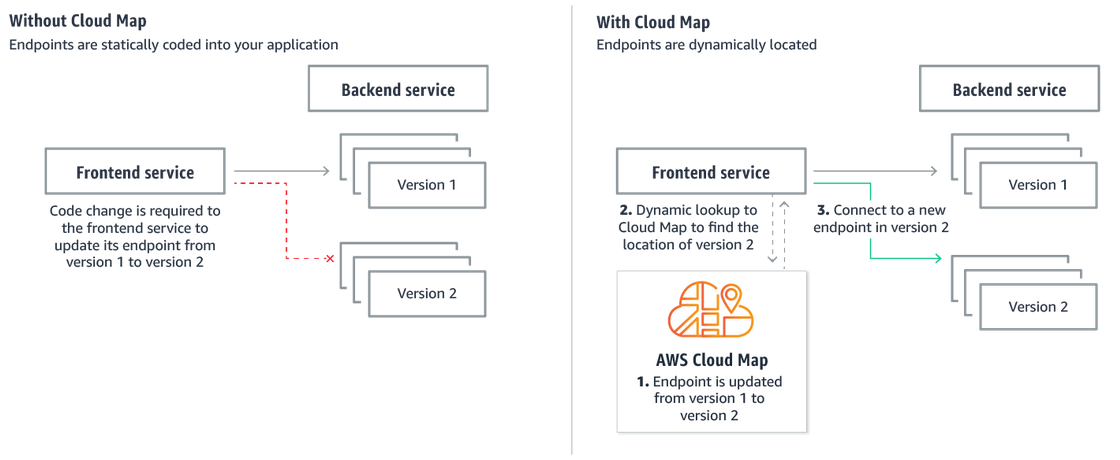 Without Cloud Map
Endpoints are statically coded into your application
Backend service
Frontend service
Version 1
Code change is required to
the frontend service to
update its endpoint from
version 1 to version 2
Version 2
With Cloud Map
Endpoints are dynamically located
Backend service
Frontend service
Version 1
2. Dynamic lookup to
Cloud Map to find the
location of version 2
3. Connect to a new
endpoint in version 2
Version 2
AWS Cloud Map
1. Endpoint is updated
from version 1 to
version 2